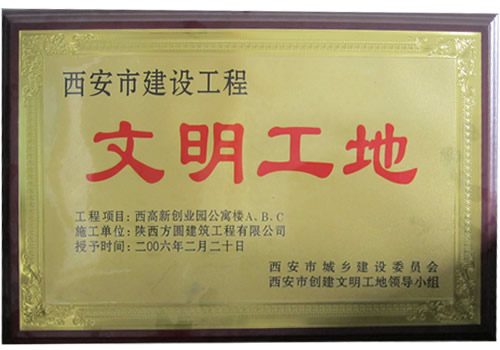 西安市建设工程
文明工地
工程项目：西高新创业园公寓楼A、B、C
施工单位：陕西方圆建筑工程有限公司
授予时间：二00六年二月二十日
西安市城乡建设委员会
西安市创建文明工地领导小组